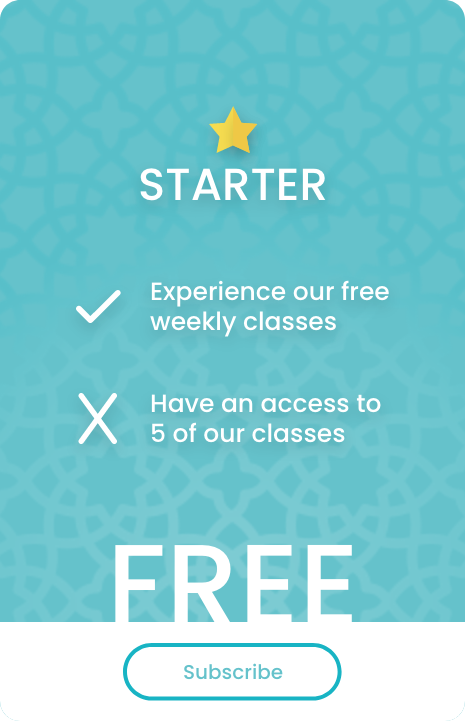 STARTER
Experience our free
weekly classes
Have an access to
5 of our classes
FREE
Subscribe